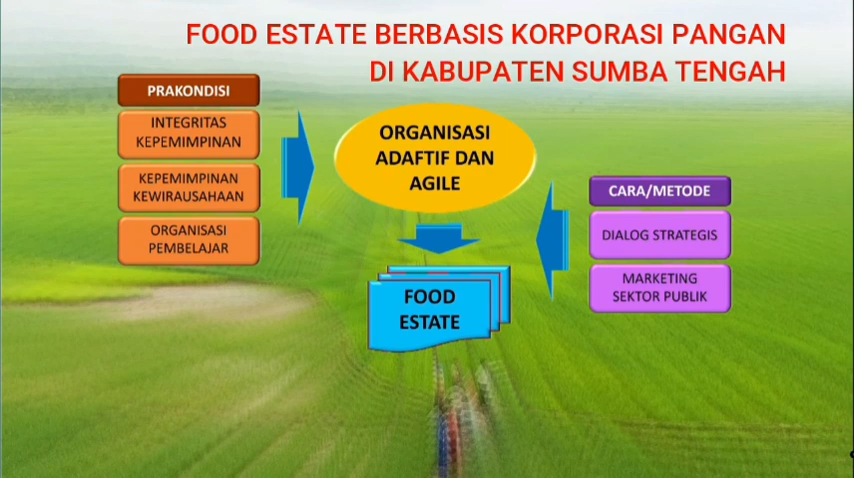 FOOD ESTATE BERBASIS KORPORASI PANGAN
DI KABUPATEN SUMBA TENGAH
PRAKONDISI
INTEGRITAS
KEPEMIMPINAN
KEPEMIMPINAN
KEWIRAUSAHAAN
ORGANISASI
PEMBELAJAR
ORGANISASI
ADAFTIF DAN
AGILE
FOOD
ESTATE
CARA/METODE
DIALOG STRATEGIS
MARKETING
SEKTOR PUBLIK